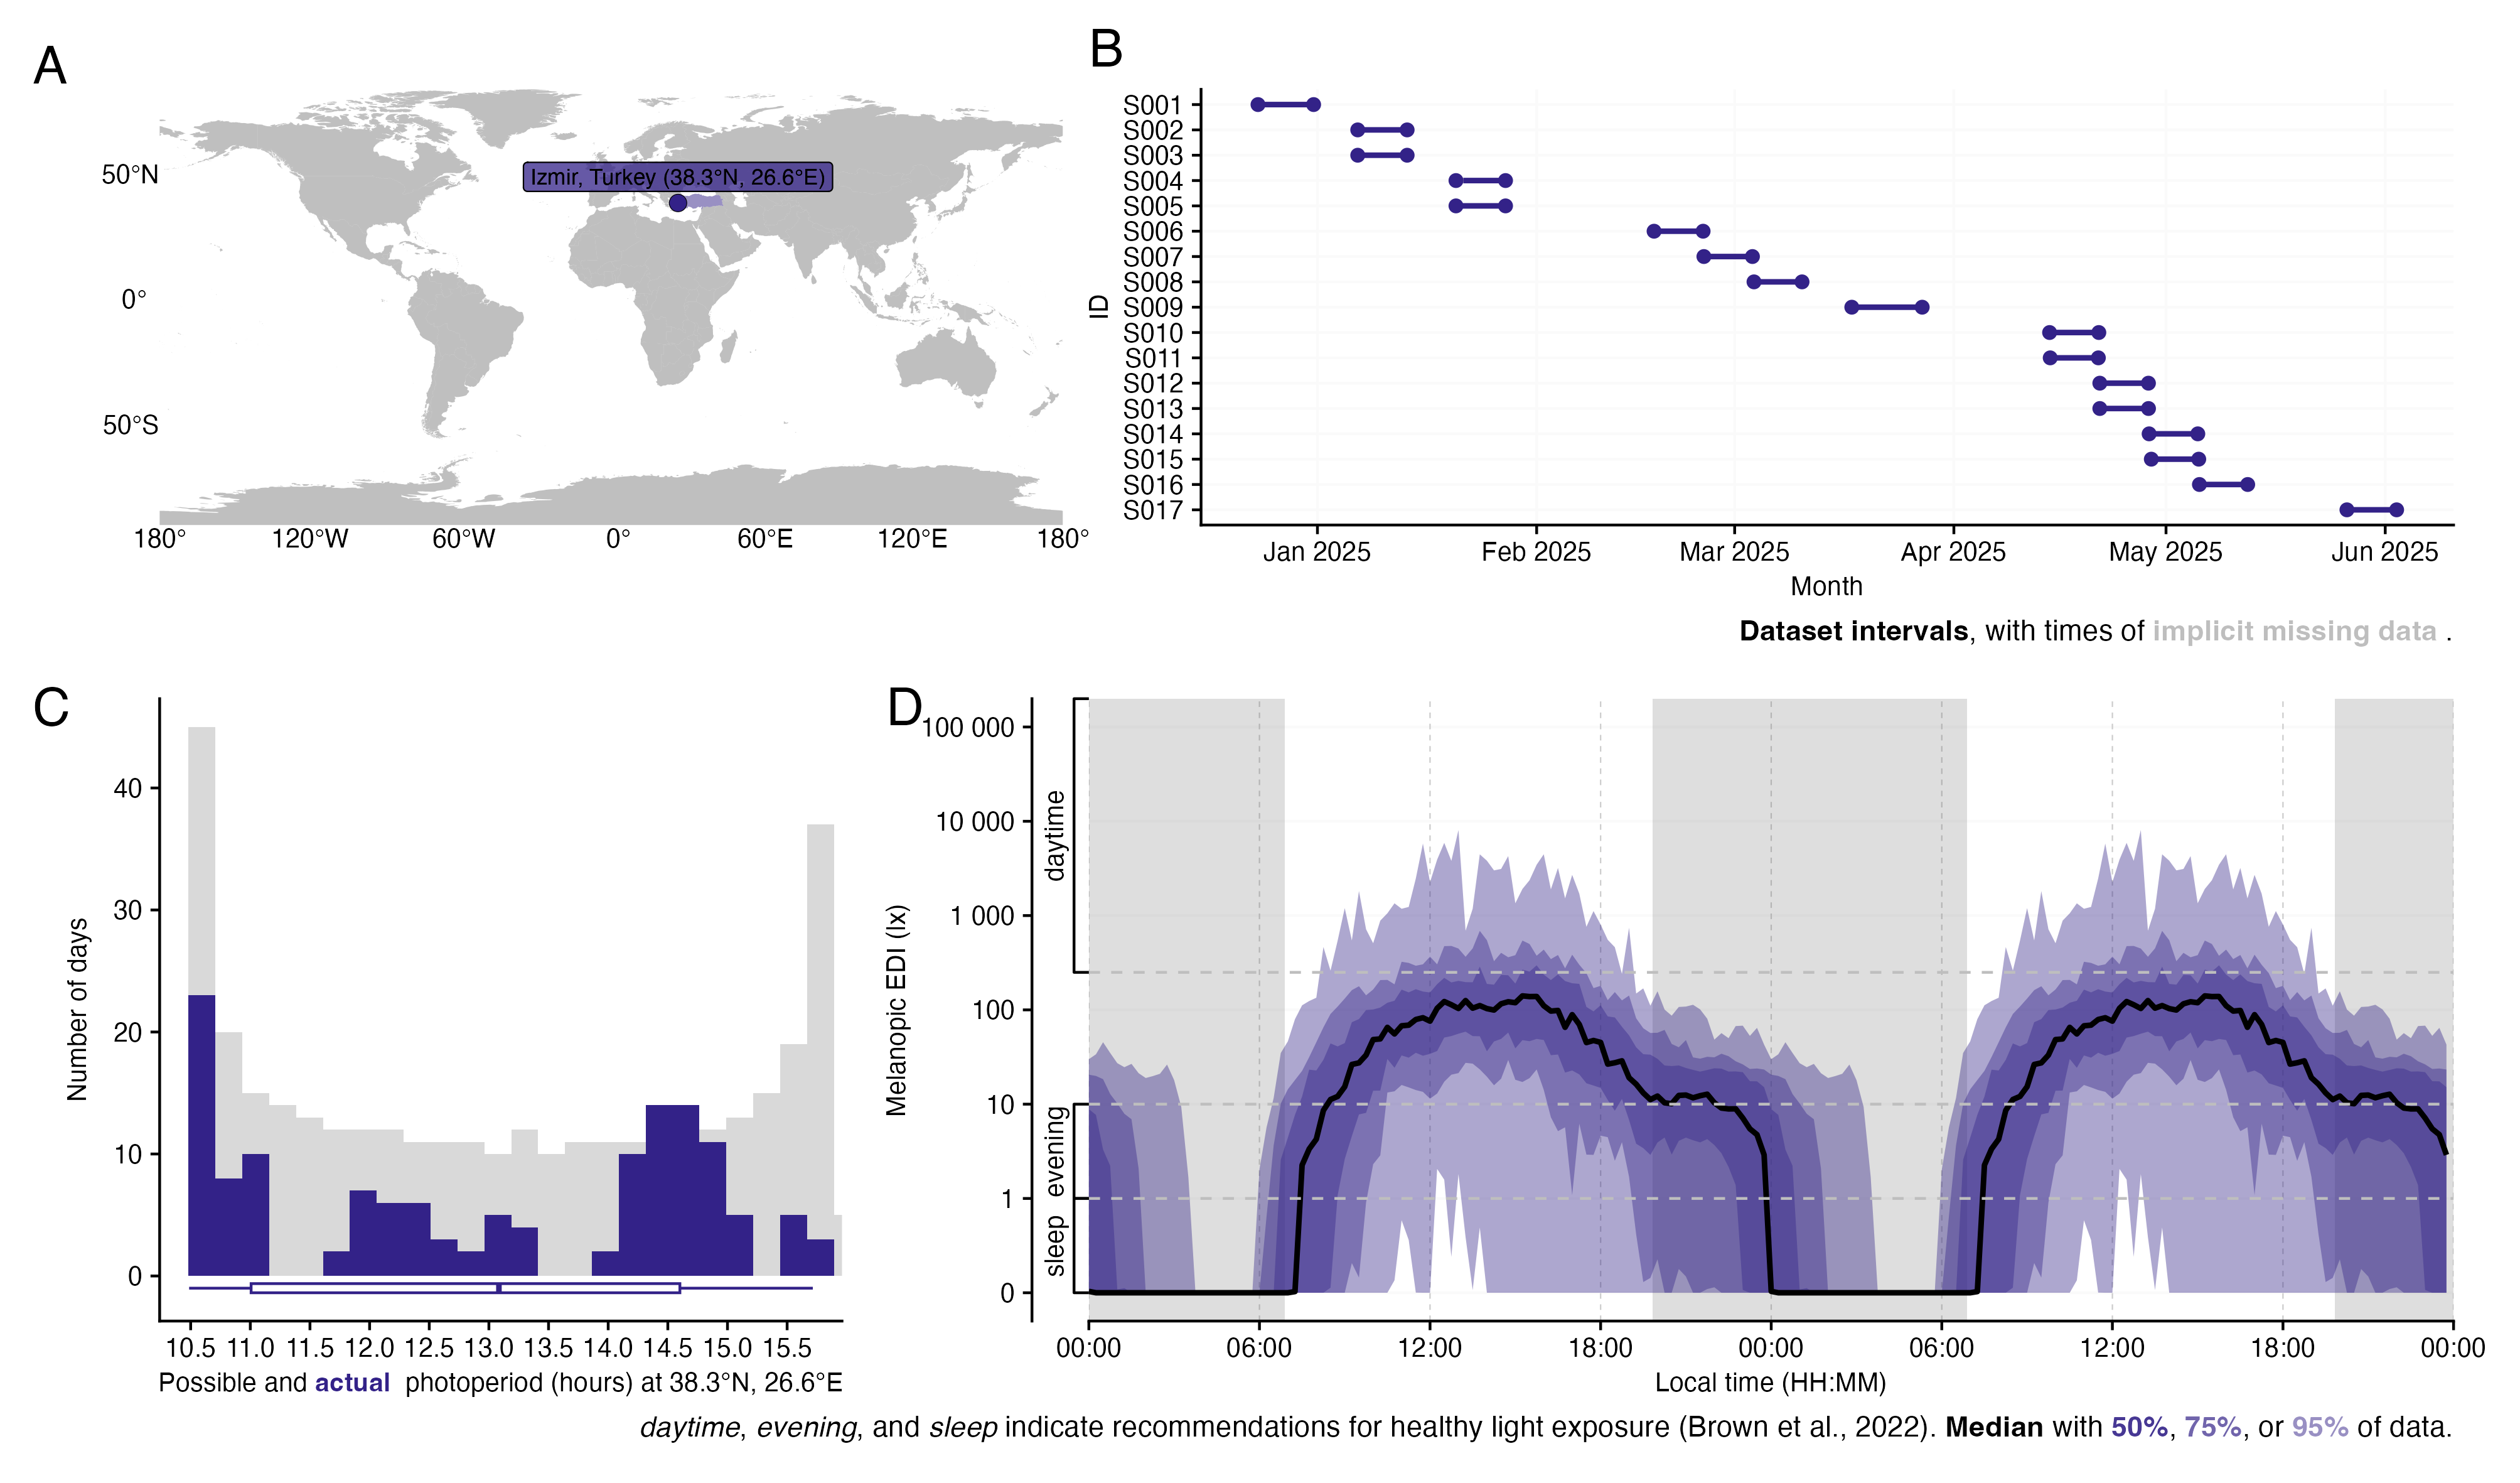 A
50°N
0°
50°S
Izmir, Turkey (38.3°N, 26.6°E)
180° 120°W 60°W 0° 60°E 120°E 180°
B
ID
S001
S002
S003
S004
S005
S006
S007
S008
S009
S010
S011
S012
S013
S014
S015
S016
S017
Jan 2025 Feb 2025 Mar 2025 Apr 2025 May 2025 Jun 2025
Month
Dataset intervals, with times of implicit missing data .
C
Number of days
40
30
20
10
0
10.5 11.0 11.5 12.0 12.5 13.0 13.5 14.0 14.5 15.0 15.5
Possible and actual photoperiod (hours) at 38.3°N, 26.6°E
D
Melanopic EDI (lx)
100 000
10 000
1 000
100
10
1
0
daytime
evening
sleep
00:00 06:00 12:00 18:00 00:00 06:00 12:00 18:00 00:00
Local time (HH:MM)
daytime, evening, and sleep indicate recommendations for healthy light exposure (Brown et al., 2022). Median with 50%, 75%, or 95% of data.